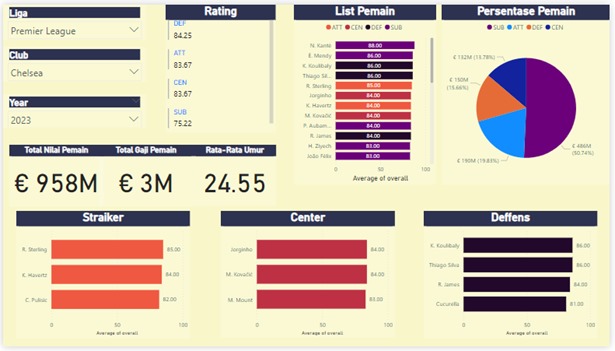 Liga
Premier League
Club
Chelsea
Year
2023
Rating
DEF
84.25
ATT
83.67
CEN
83.67
SUB
75.22
Total Nilai Pemain
€ 958M
Total Gaji Pemain
€ 3M
Rata-Rata Umur
24.55
List Pemain
ATT CEN DEF SUB
N. Kanté 88.00
E. Mendy 86.00
K. Koulibaly 86.00
Thiago Sil... 86.00
R. Sterling 85.00
Jorginho 84.00
K. Havertz 84.00
M. Kovačić 84.00
P. Aubam... 84.00
R. James 84.00
H. Ziyech 83.00
João Félix 83.00
0 100
Average of overall
Persentase Pemain
SUB ATT DEF CEN
€ 132M (13.78%)
€ 150M
(15.66%)
€ 190M (19.83%)
€ 486M
(50.74%)
Straiker
R. Sterling 85.00
K. Havertz 84.00
C. Pulisic 82.00
0 50 100
Average of overall
Center
Jorginho 84.00
M. Kovačić 84.00
M. Mount 83.00
0 50 100
Average of overall
Deffens
K. Koulibaly 86.00
Thiago Silva 86.00
R. James 84.00
Cucurella 81.00
0 50 100
Average of overall